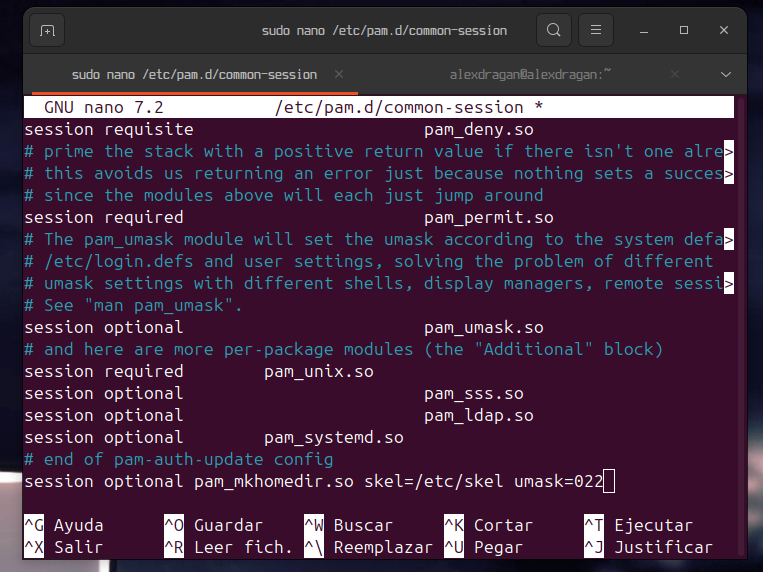 sudo nano /etc/pam.d/common-session
sudo nano /etc/pam.d/common-session
alexdragan@alexdragan:~
GNU nano 7.2 /etc/pam.d/common-session *
session requisite pam_deny.so
# prime the stack with a positive return value if there isn't one alre>
# this avoids us returning an error just because nothing sets a succes>
# since the modules above will each just jump around
session required pam_permit.so
# The pam_umask module will set the umask according to the system defa>
# /etc/login.defs and user settings, solving the problem of different
# umask settings with different shells, display managers, remote sessi>
# See "man pam_umask".
session optional pam_umask.so
# and here are more per-package modules (the "Additional" block)
session required pam_unix.so
session optional pam_sss.so
session optional pam_ldap.so
session optional pam_systemd.so
# end of pam-auth-update config
session optional pam_mkhomedir.so skel=/etc/skel umask=022
^G Ayuda ^O Guardar ^W Buscar ^K Cortar ^T Ejecutar
^X Salir ^R Leer fich. ^\ Reemplazar ^U Pegar ^J Justificar